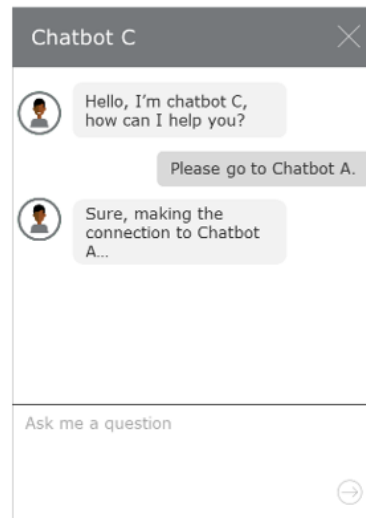 Chatbot C
Hello, I'm chatbot C,
how can I help you?
Please go to Chatbot A.
Sure, making the
connection to Chatbot
A...
Ask me a question